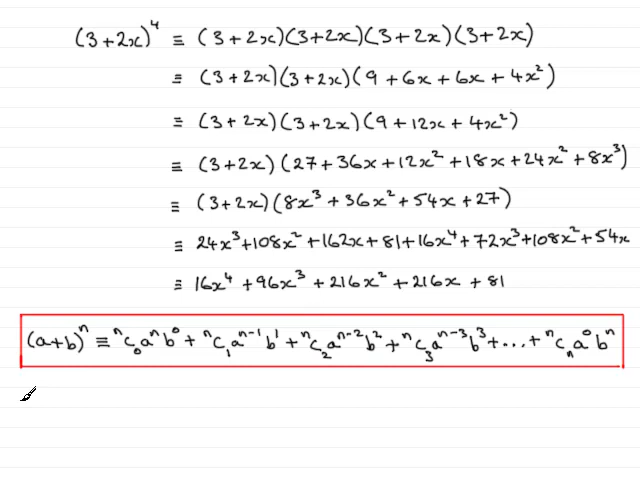 (3+2x)⁴ ≡ (3+2x)(3+2x)(3+2x)(3+2x)
≡ (3+2x)(3+2x)(9+6x+6x+4x²)
≡ (3+2x)(3+2x)(9+12x+4x²)
≡ (3+2x)(27+36x+12x²+18x+24x²+8x³)
≡ (3+2x)(8x³+36x²+54x+27)
≡ 24x³+108x²+162x+81+16x⁴+72x³+108x²+54x
≡ 16x⁴+96x³+216x²+216x+81
(a+b)ⁿ ≡ ⁿC₀aⁿb⁰ + ⁿC₁aⁿ⁻¹b¹ + ⁿC₂aⁿ⁻²b² + ⁿC₃aⁿ⁻³b³ + ... + ⁿCₙa⁰bⁿ